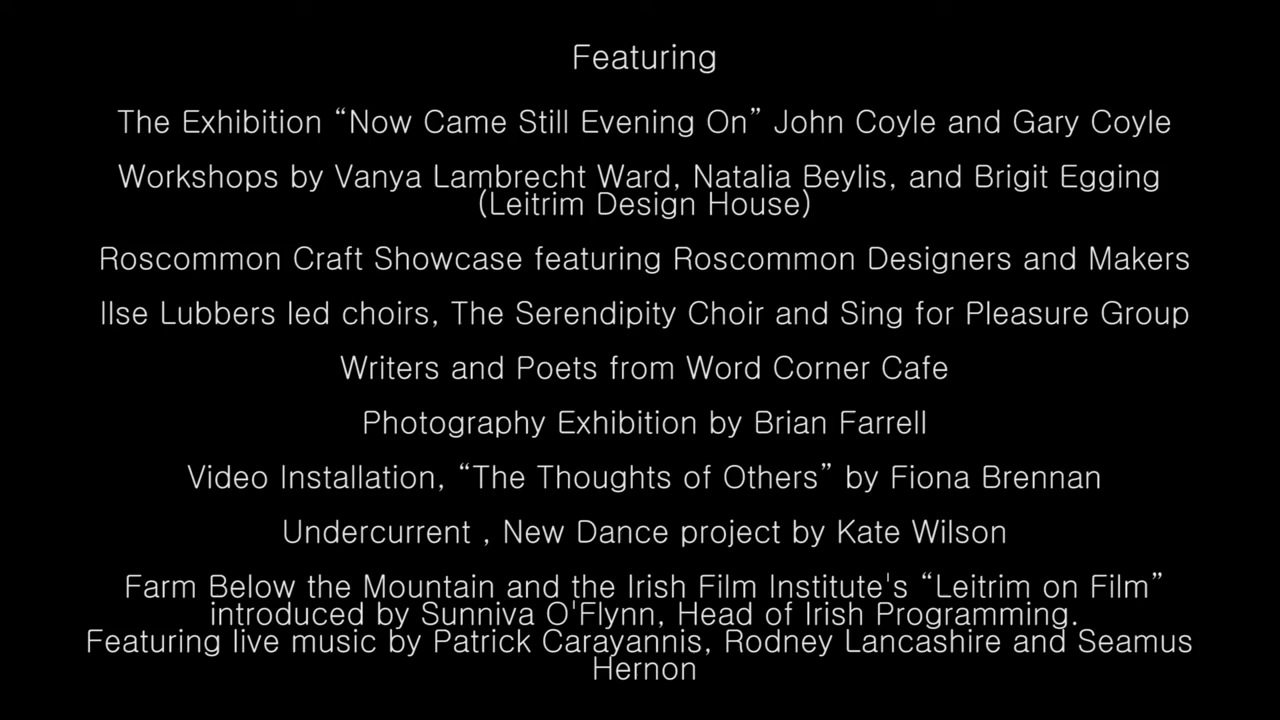 Featuring
The Exhibition “Now Came Still Evening On” John Coyle and Gary Coyle
Workshops by Vanya Lambrecht Ward, Natalia Beylis, and Brigit Egging
(Leitrim Design House)
Roscommon Craft Showcase featuring Roscommon Designers and Makers
Ilse Lubbers led choirs, The Serendipity Choir and Sing for Pleasure Group
Writers and Poets from Word Corner Cafe
Photography Exhibition by Brian Farrell
Video Installation, “The Thoughts of Others” by Fiona Brennan
Undercurrent , New Dance project by Kate Wilson
Farm Below the Mountain and the Irish Film Institute's “Leitrim on Film”
introduced by Sunniva O'Flynn, Head of Irish Programming.
Featuring live music by Patrick Carayannis, Rodney Lancashire and Seamus
Hernon